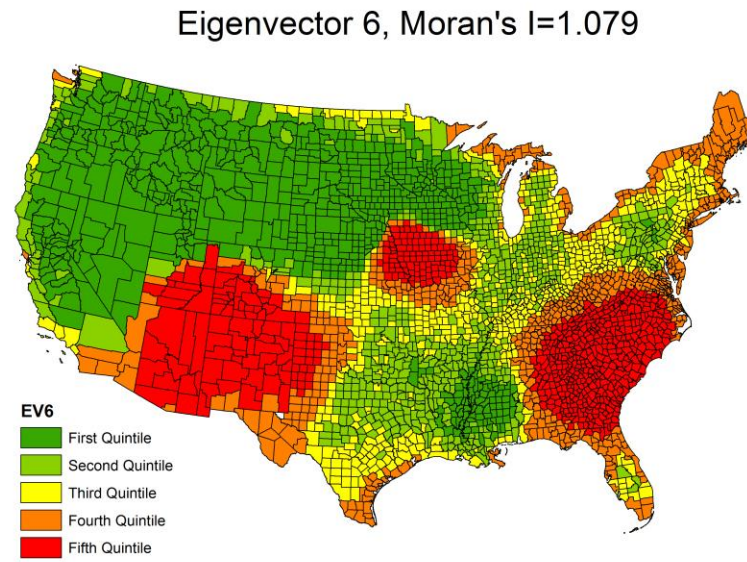 Eigenvector 6, Moran's I=1.079
EV6
First Quintile
Second Quintile
Third Quintile
Fourth Quintile
Fifth Quintile